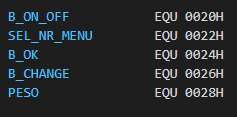 B_ON_OFF EQU 0020H
SEL_NR_MENU EQU 0022H
B_OK EQU 0024H
B_CHANGE EQU 0026H
PESO EQU 0028H